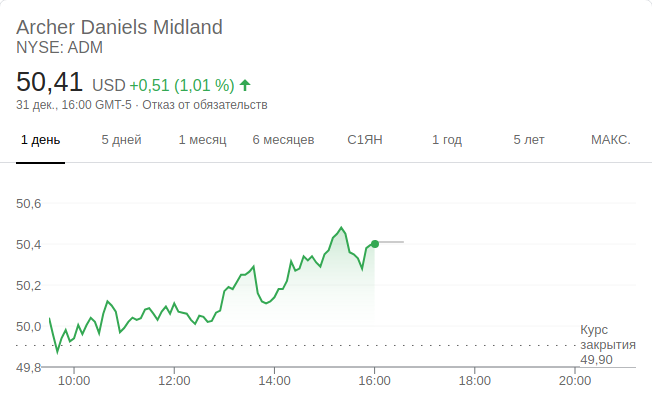 Archer Daniels Midland
NYSE: ADM
50,41 USD +0,51 (1,01 %)
31 дек., 16:00 GMT-5 · Отказ от обязательств
1 день 5 дней 1 месяц 6 месяцев С1ЯН 1 год 5 лет МАКС.
50,6
50,4
50,2
50,0
Курс
закрытия
49,90
49,8
10:00 12:00 14:00 16:00 18:00 20:00